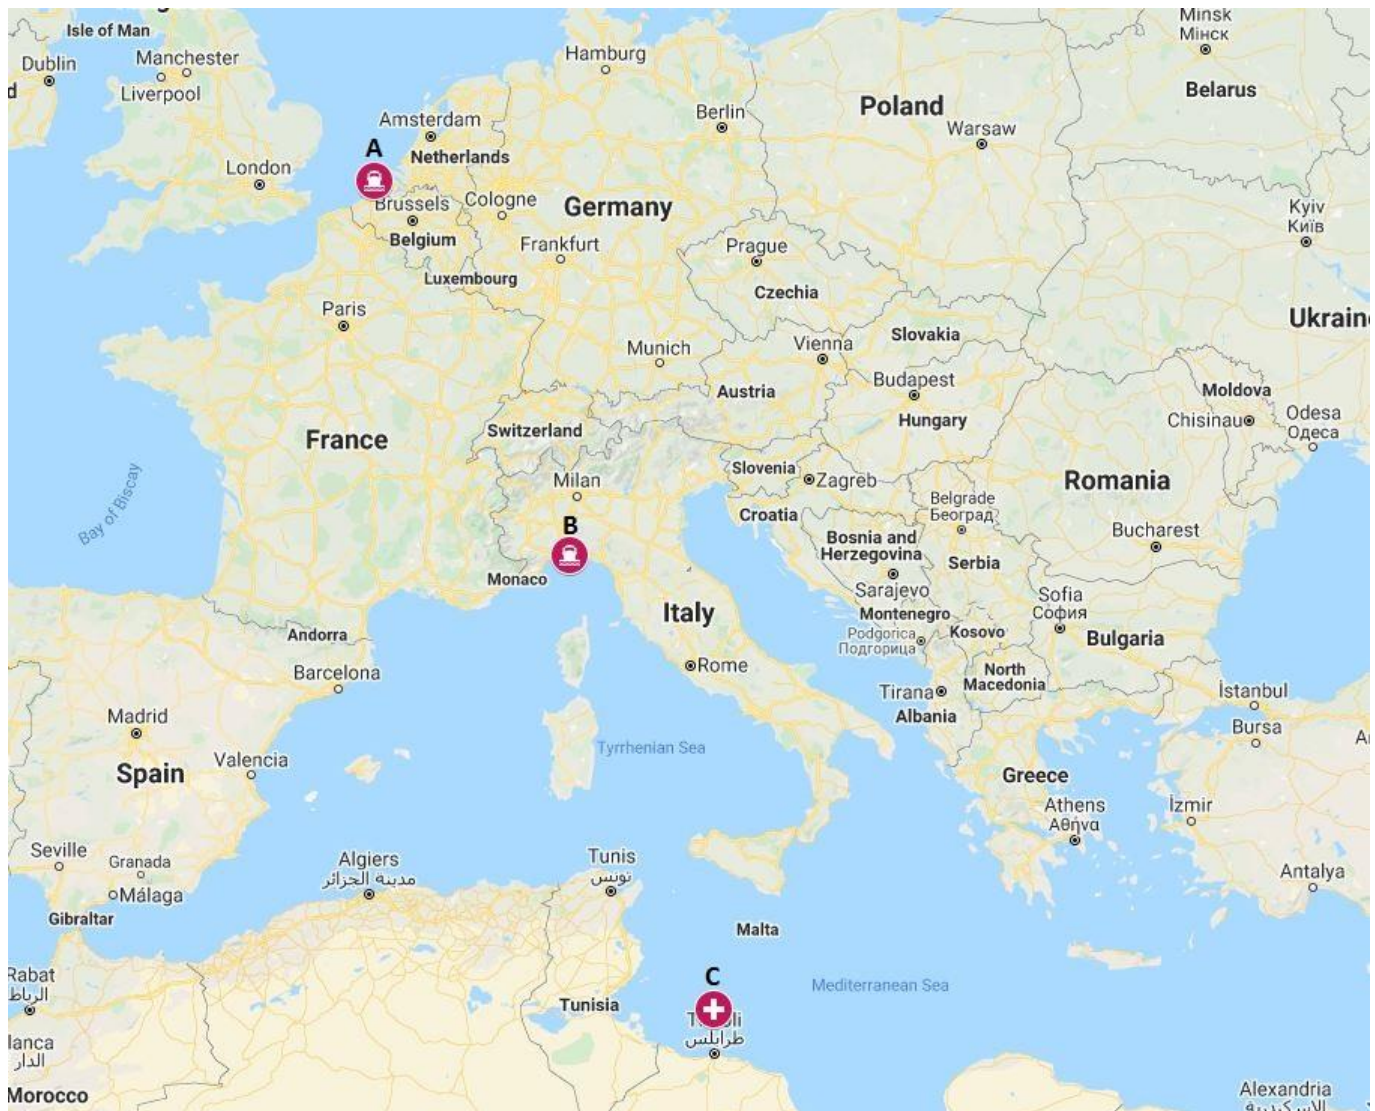 Isle of Man
Dublin
Manchester
Liverpool
Hamburg
Minsk
Мінск
Belarus
Amsterdam
Berlin
Poland
Warsaw
A
Netherlands
London
Brussels
Cologne
Germany
Belgium
Frankfurt
Prague
Kyiv
Київ
Luxembourg
Czechia
Paris
Ukrain
Slovakia
Munich
Vienna
Austria
Budapest
Hungary
Moldova
Chisinau
Odesa
Одеса
France
Switzerland
Slovenia
Zagreb
Milan
Romania
Bay of Biscay
Belgrade
Београд
Croatia
B
Bosnia and
Herzegovina
Bucharest
Serbia
Monaco
Sarajevo
Sofia
София
Italy
Montenegro
Podgorica
Подгорица
Kosovo
Bulgaria
Andorra
Barcelona
Rome
North
Macedonia
Tirana
Albania
İstanbul
Bursa
Madrid
Tyrrhenian Sea
Valencia
Spain
Greece
Athens
Αθήνα
İzmir
Seville
Granada
Málaga
Algiers
مدينة الجزائر
Tunis
تونس
Antalya
Gibraltar
Malta
Rabat
الرباط
C
Mediterranean Sea
Tunisia
طرابلس
lanca
الدار
Morocco
Alexandria